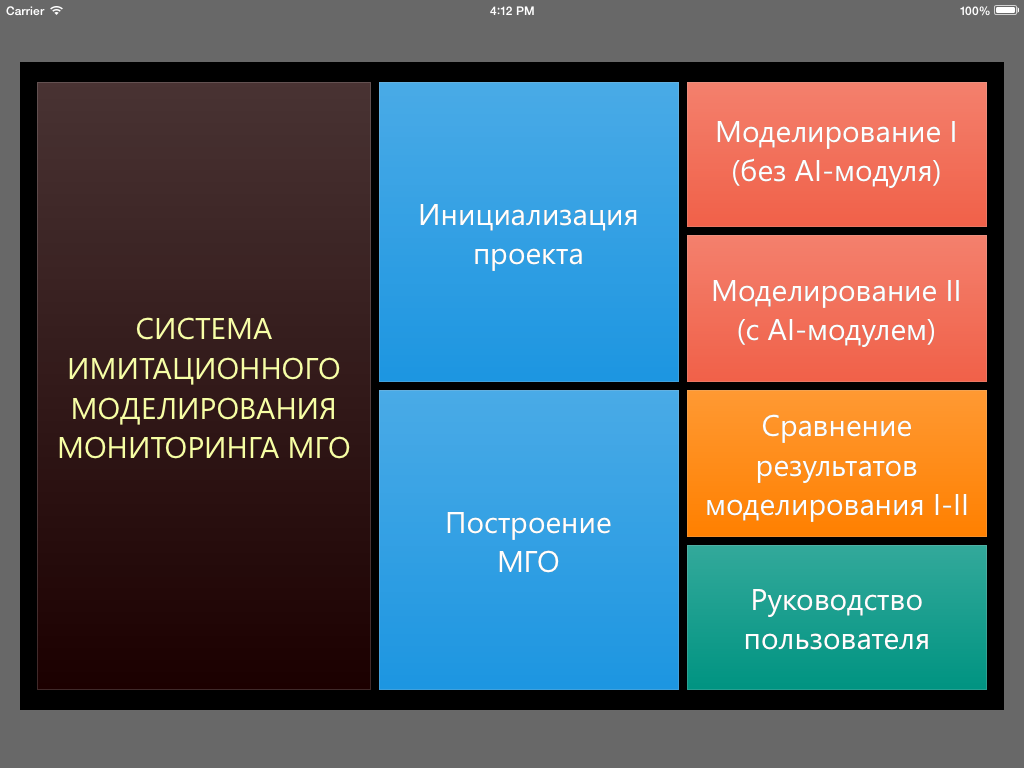 Carrier
4:12 PM
100%
СИСТЕМА
ИМИТАЦИОННОГО
МОДЕЛИРОВАНИЯ
МОНИТОРИНГА МГО
Инициализация
проекта
Построение
МГО
Моделирование I
(без AI-модуля)
Моделирование II
(с AI-модулем)
Сравнение
результатов
моделирования I-II
Руководство
пользователя